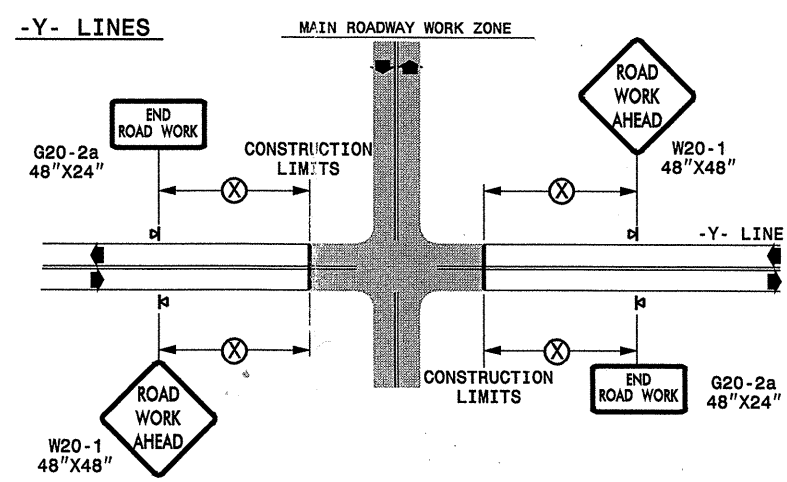 -Y- LINES
MAIN ROADWAY WORK ZONE
END
ROAD WORK
G20-2a
48"X24"
CONSTRUCTION
LIMITS
X
ROAD
WORK
AHEAD
W20-1
48"X48"
X
-Y- LINE
X
ROAD
WORK
AHEAD
W20-1
48"X48"
CONSTRUCTION
LIMITS
X
END
ROAD WORK
G20-2a
48"X24"